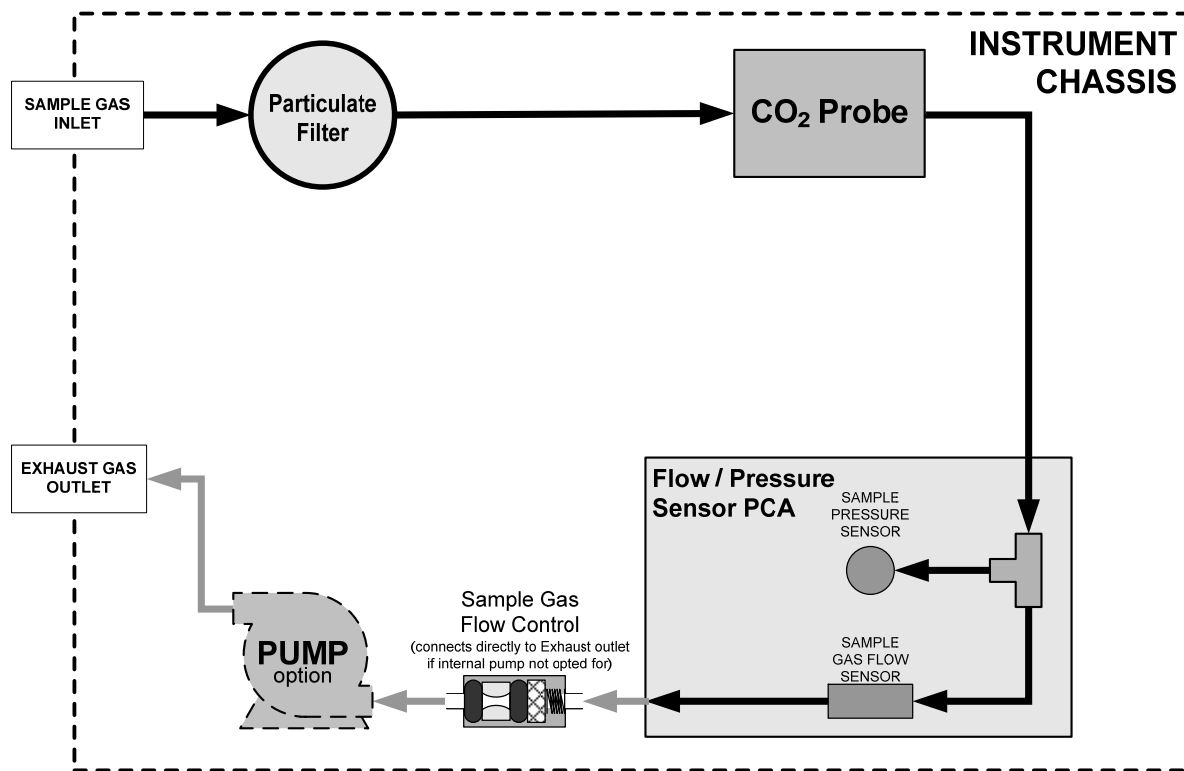 INSTRUMENT
CHASSIS
SAMPLE GAS
INLET
Particulate
Filter
CO₂ Probe
EXHAUST GAS
OUTLET
Flow / Pressure
Sensor PCA
SAMPLE
PRESSURE
SENSOR
Sample Gas
Flow Control
(connects directly to Exhaust outlet
if internal pump not opted for)
SAMPLE
GAS FLOW
SENSOR
PUMP
option